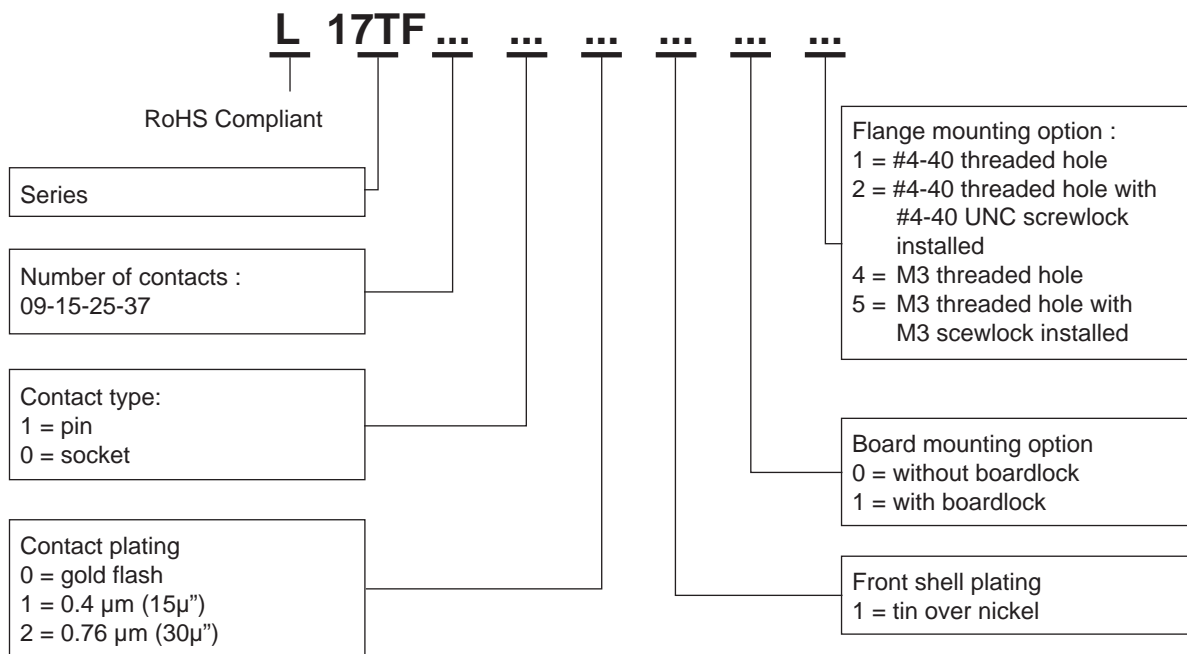 L 17TF ... ... ... ... ... ...
RoHS Compliant
Series
Number of contacts :
09-15-25-37
Contact type:
1 = pin
0 = socket
Contact plating
0 = gold flash
1 = 0.4 µm (15µ”)
2 = 0.76 µm (30µ”)
Flange mounting option :
1 = #4-40 threaded hole
2 = #4-40 threaded hole with
#4-40 UNC screwlock
installed
4 = M3 threaded hole
5 = M3 threaded hole with
M3 scewlock installed
Board mounting option
0 = without boardlock
1 = with boardlock
Front shell plating
1 = tin over nickel